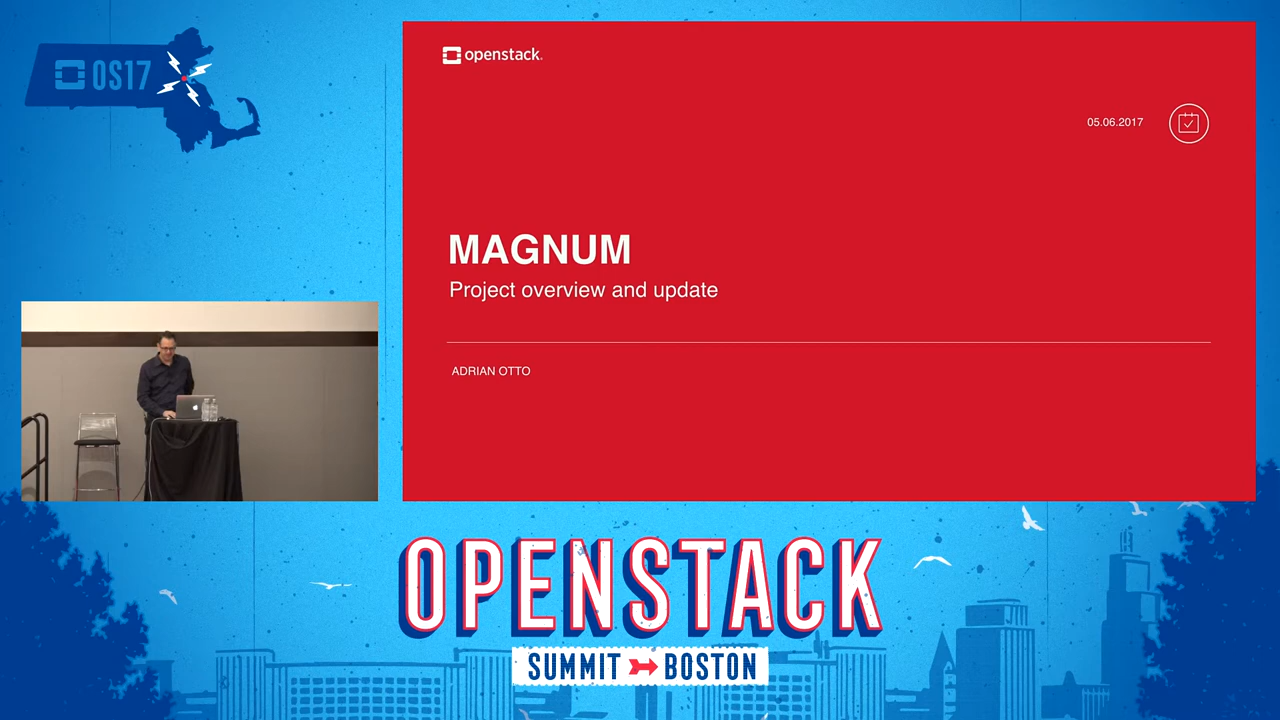 OS17
openstack.
05.06.2017
MAGNUM
Project overview and update
ADRIAN OTTO
OPENSTACK
SUMMIT BOSTON